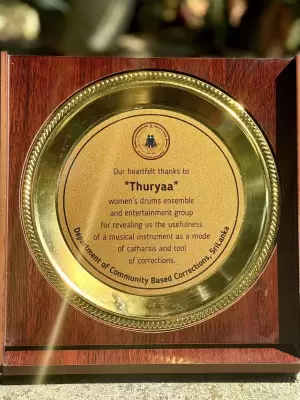 Our heartfelt thanks to
"Thuryaa"
women's drums ensemble
and entertainment group
for revealing us the usefulness
of a musical instrument as a mode
of catharsis and tool
of corrections.
Department of Community Based Corrections, SriLanka